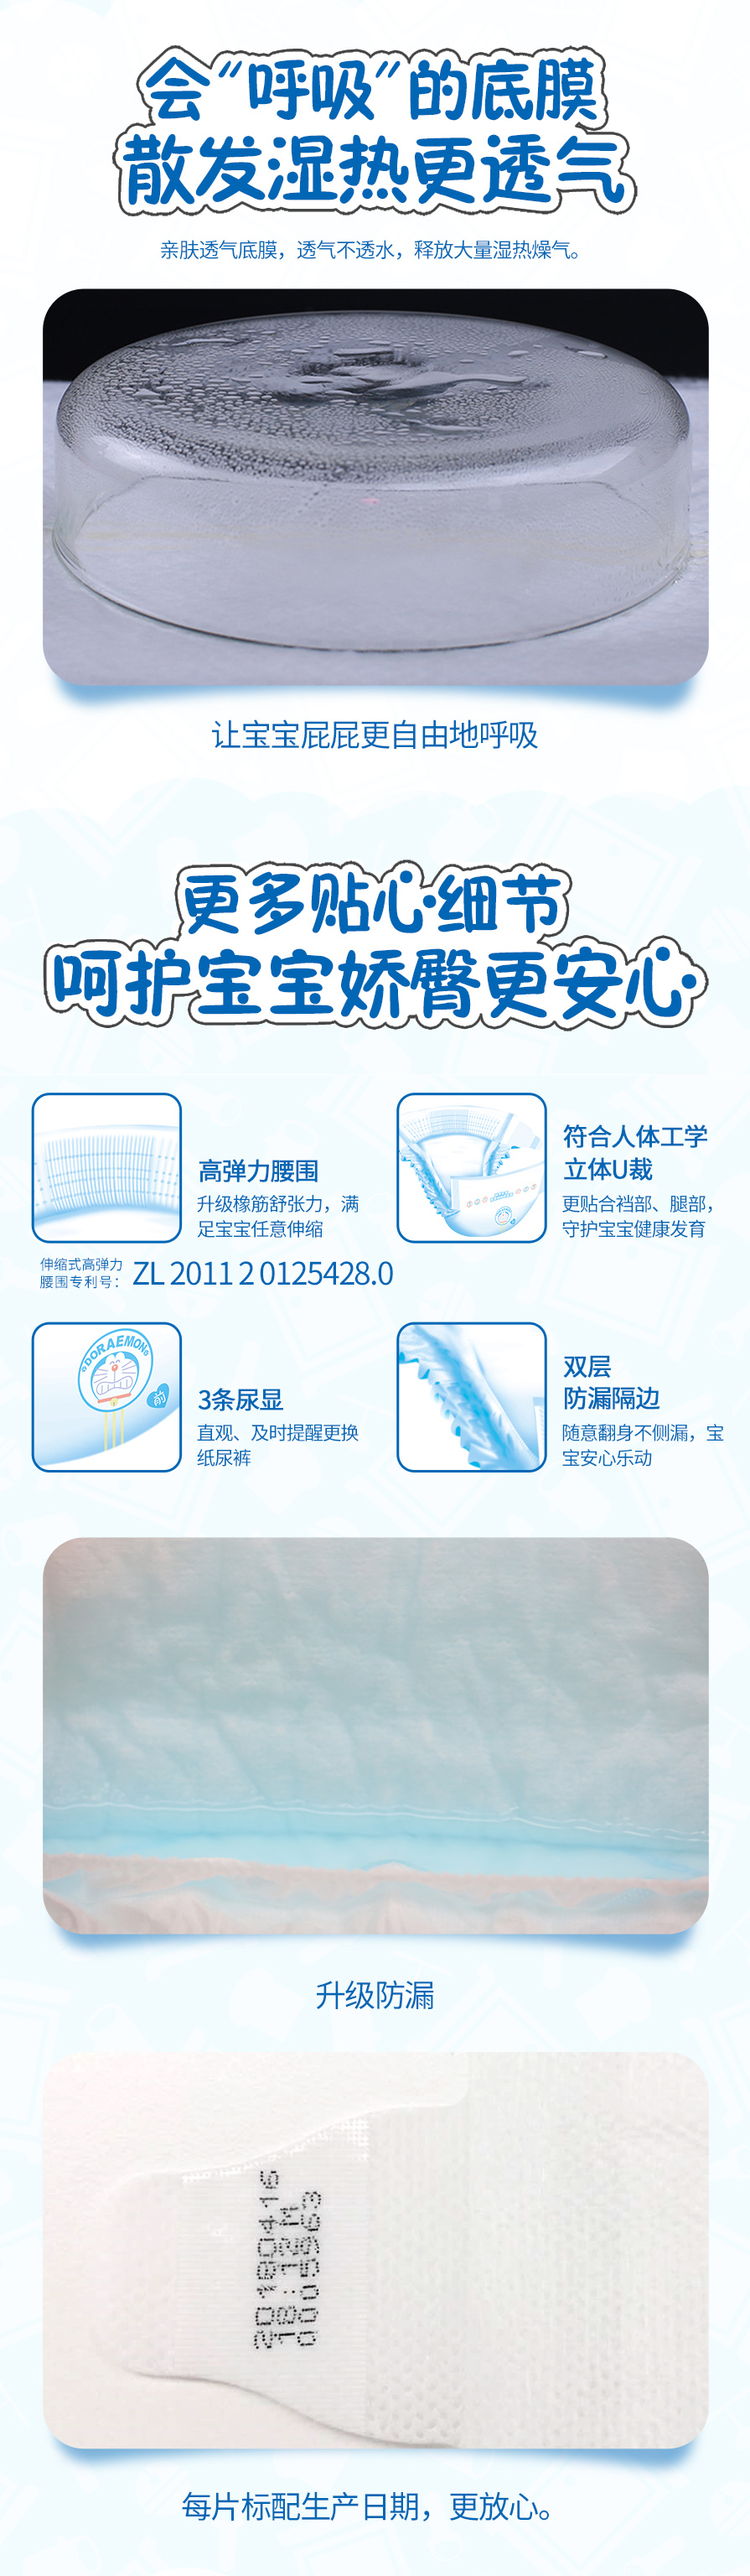 会“呼吸”的底膜
散发湿热更透气
亲肤透气底膜，透气不透水，释放大量湿热燥气。
让宝宝屁屁更自由地呼吸
更多贴心细节
呵护宝宝娇臀更安心
高弹力腰围
升级橡筋舒张力，满
足宝宝任意伸缩
伸缩式高弹力
腰围专利号：
ZL 2011 2 0125428.0
符合人体工学
立体U裁
更贴合裆部、腿部，
守护宝宝健康发育
DORAEMON
3条尿显
直观、及时提醒更换
纸尿裤
双层
防漏隔边
随意翻身不侧漏，宝
宝安心乐动
升级防漏
20180416
18:12 M
00055563
每片标配生产日期，更放心。